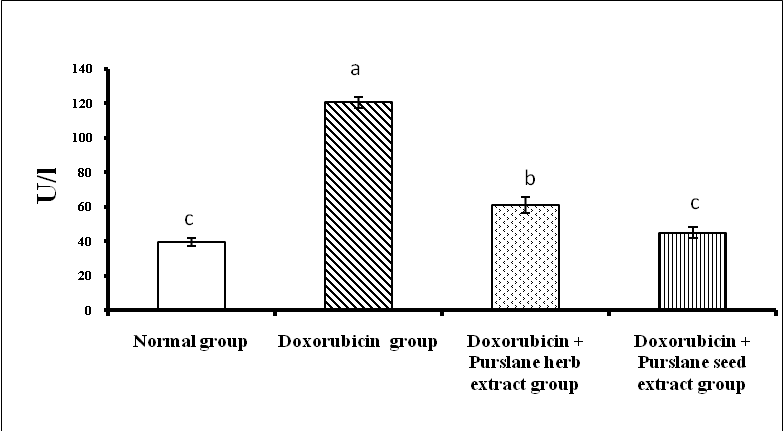 140
a
120
100
80
b
U/l
60
c
c
40
20
0
Normal group
Doxorubicin group
Doxorubicin +
Purslane herb
extract group
Doxorubicin +
Purslane seed
extract group